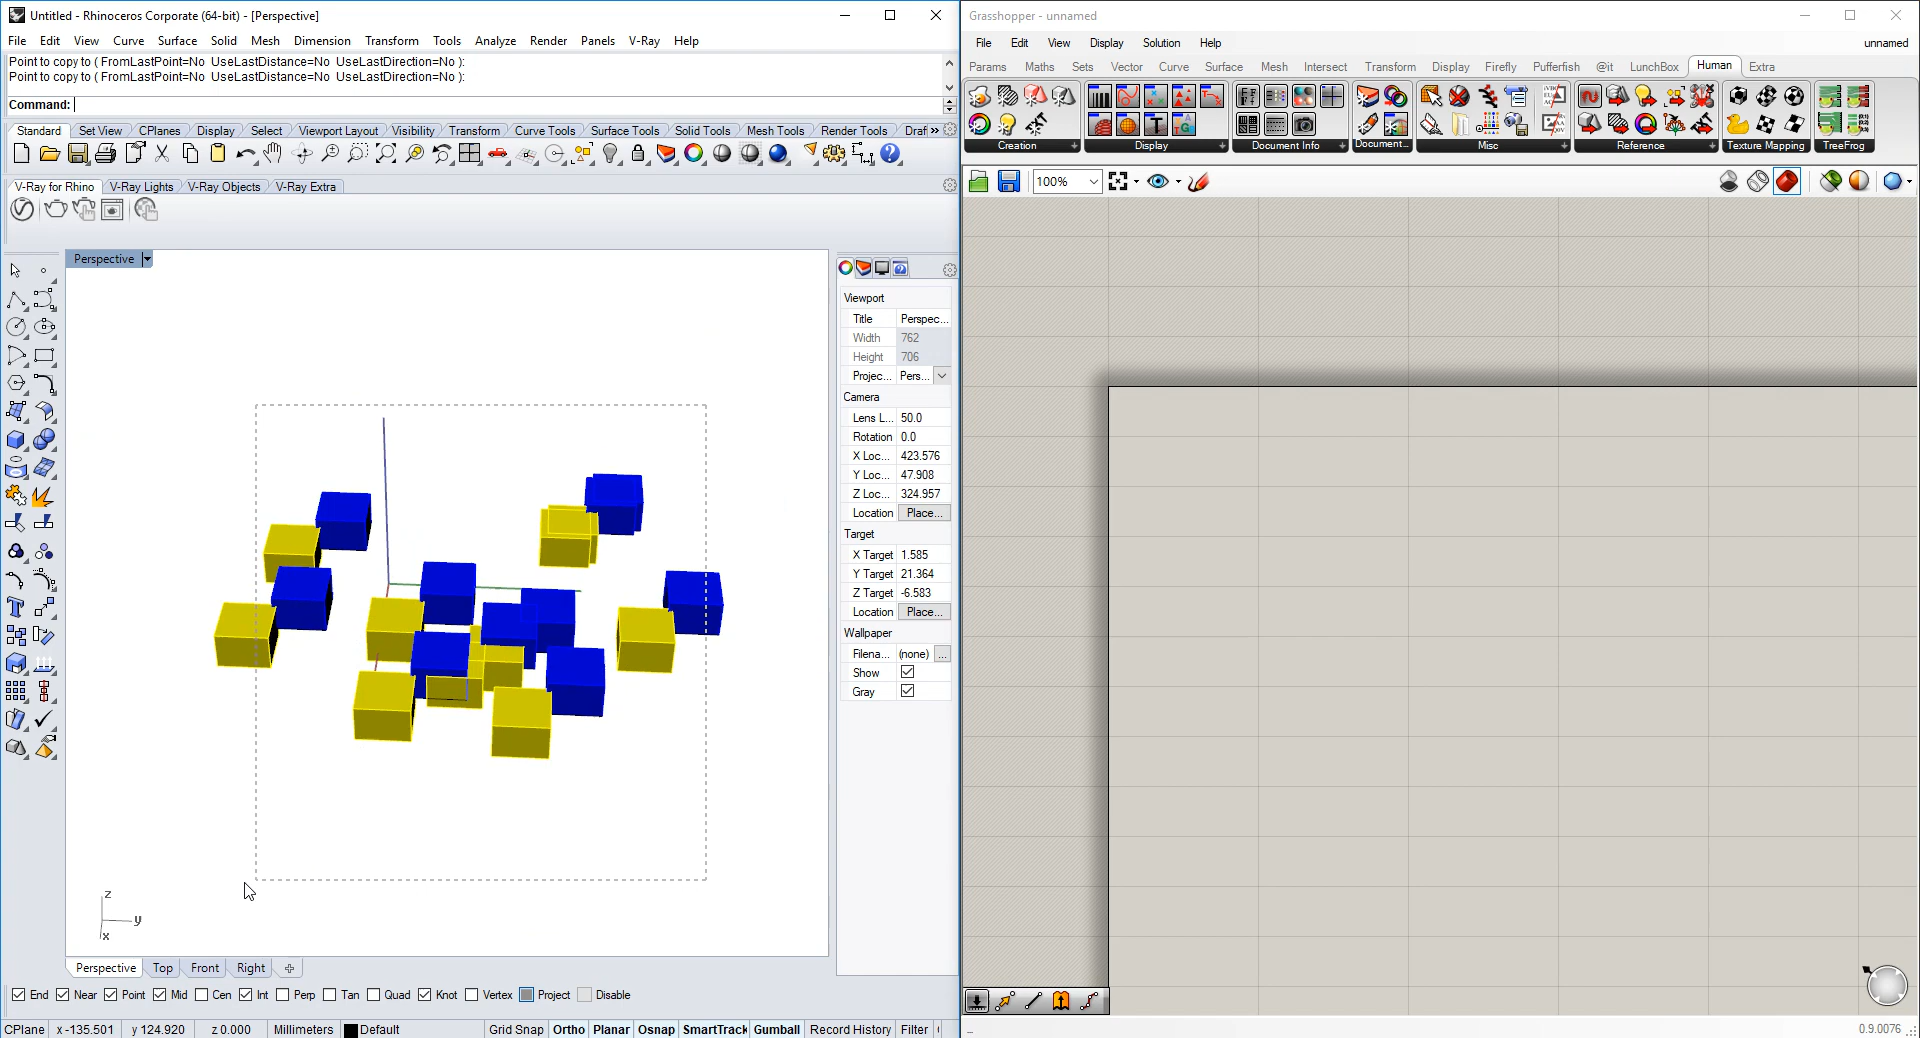 Untitled - Rhinoceros Corporate (64-bit) - [Perspective]
File Edit View Curve Surface Solid Mesh Dimension Transform Tools Analyze Render Panels V-Ray Help
Point to copy to ( FromLastPoint=No UseLastDistance=No UseLastDirection=No ):
Point to copy to ( FromLastPoint=No UseLastDistance=No UseLastDirection=No ):
Command:
Standard Set View CPlanes Display Select Viewport Layout Visibility Transform Curve Tools Surface Tools Solid Tools Mesh Tools Render Tools Draf »
V-Ray for Rhino V-Ray Lights V-Ray Objects V-Ray Extra
Perspective
z
y
x
Viewport
Title Perspec...
Width 762
Height 706
Projec... Pers...
Camera
Lens L... 50.0
Rotation 0.0
X Loc... 423.576
Y Loc... 47.908
Z Loc... 324.957
Location Place...
Target
X Target 1.585
Y Target 21.364
Z Target -6.583
Location Place...
Wallpaper
Filena... (none) ...
Show
Gray
Perspective Top Front Right
End Near Point Mid Cen Int Perp Tan Quad Knot Vertex Project Disable
CPlane x -135.501 y 124.920 z 0.000 Millimeters Default Grid Snap Ortho Planar Osnap SmartTrack Gumball Record History Filter
Grasshopper - unnamed
File Edit View Display Solution Help unnamed
Params Maths Sets Vector Curve Surface Mesh Intersect Transform Display Firefly Pufferfish @it LunchBox Human Extra
Creation Display Document Info Document... Misc Reference Texture Mapping TreeFrog
100%
0.9.0076